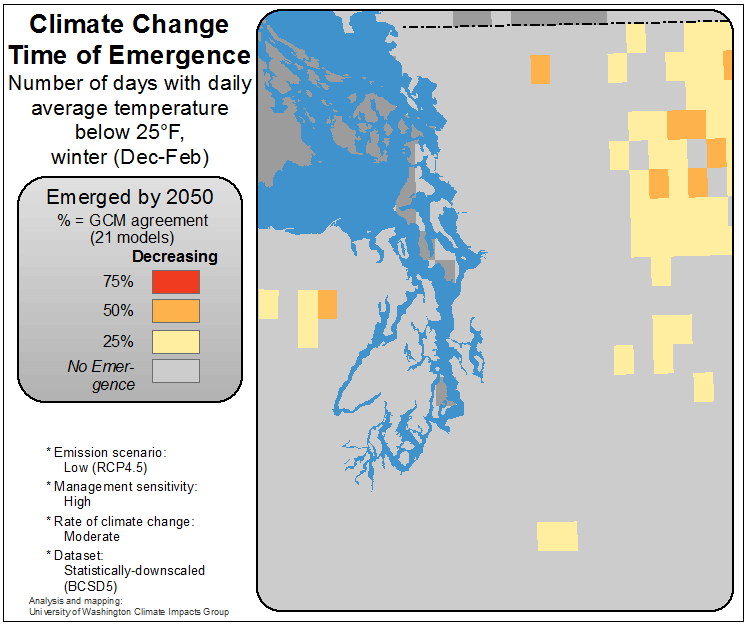 Climate Change
Time of Emergence
Number of days with daily
average temperature
below 25°F,
winter (Dec-Feb)
Emerged by 2050
% = GCM agreement
(21 models)
Decreasing
75%
50%
25%
No Emer-
gence
* Emission scenario:
Low (RCP4.5)
* Management sensitivity:
High
* Rate of climate change:
Moderate
* Dataset:
Statistically-downscaled
(BCSD5)
Analysis and mapping:
University of Washington Climate Impacts Group